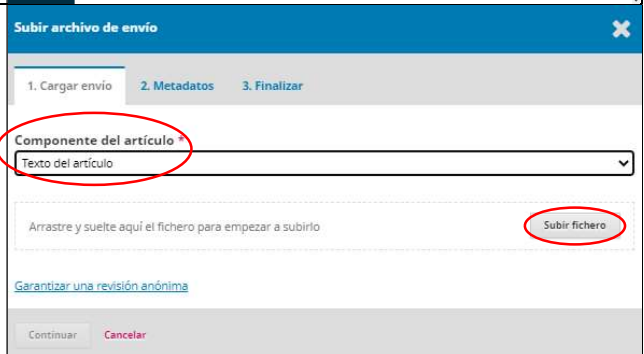 Subir archivo de envío
1. Cargar envío 2. Metadatos 3. Finalizar
Componente del artículo *
Texto del artículo
Arrastre y suelte aquí el fichero para empezar a subirlo Subir fichero
Garantizar una revisión anónima
Continuar Cancelar